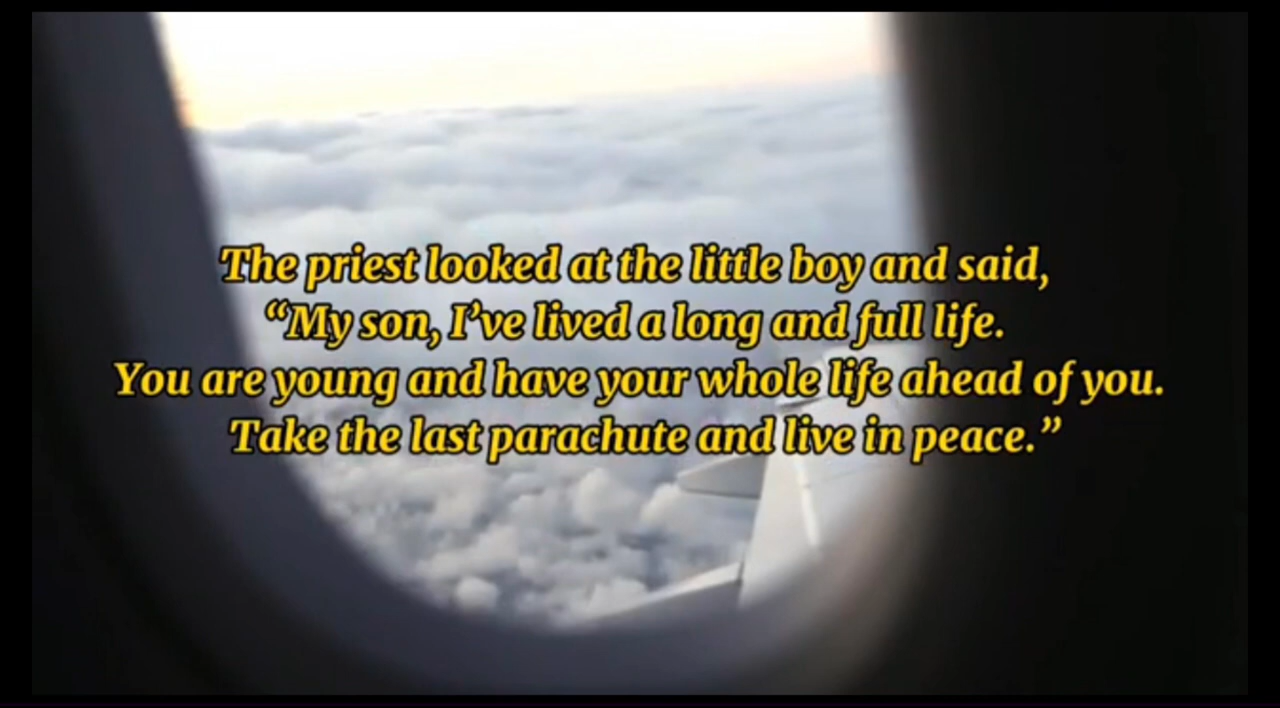 The priest looked at the little boy and said,
“My son, I’ve lived a long and full life.
You are young and have your whole life ahead of you.
Take the last parachute and live in peace.”